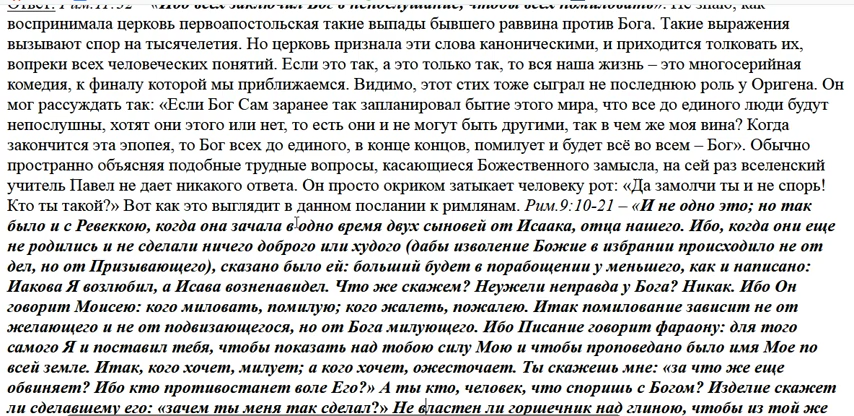 Ответ: Рим.11:32 – «Ибо всех заключил Бог в непослушание, чтобы всех помиловать». Не знаю, как
воспринимала церковь первоапостольская такие выпады бывшего раввина против Бога. Такие выражения
вызывают спор на тысячелетия. Но церковь признала эти слова каноническими, и приходится толковать их,
вопреки всех человеческих понятий. Если это так, а это только так, то вся наша жизнь – это многосерийная
комедия, к финалу которой мы приближаемся. Видимо, этот стих тоже сыграл не последнюю роль у Оригена. Он
мог рассуждать так: «Если Бог Сам заранее так запланировал бытие этого мира, что все до единого люди будут
непослушны, хотят они этого или нет, то есть они и не могут быть другими, так в чем же моя вина? Когда
закончится эта эпопея, то Бог всех до единого, в конце концов, помилует и будет всё во всем – Бог». Обычно
пространно объясняя подобные трудные вопросы, касающиеся Божественного замысла, на сей раз вселенский
учитель Павел не дает никакого ответа. Он просто окриком затыкает человеку рот: «Да замолчи ты и не спорь!
Кто ты такой?» Вот как это выглядит в данном послании к римлянам. Рим.9:10-21 – «И не одно это; но так
было и с Ревеккою, когда она зачала в одно время двух сыновей от Исаака, отца нашего. Ибо, когда они еще
не родились и не сделали ничего доброго или худого (дабы изволение Божие в избрании происходило не от
дел, но от Призывающего), сказано было ей: больший будет в порабощении у меньшего, как и написано:
Иакова Я возлюбил, а Исава возненавидел. Что же скажем? Неужели неправда у Бога? Никак. Ибо Он
говорит Моисею: кого миловать, помилую; кого жалеть, пожалею. Итак помилование зависит не от
желающего и не от подвизающегося, но от Бога милующего. Ибо Писание говорит фараону: для того
самого Я и поставил тебя, чтобы показать над тобою силу Мою и чтобы проповедано было имя Мое по
всей земле. Итак, кого хочет, милует; а кого хочет, ожесточает. Ты скажешь мне: «за что же еще
обвиняет? Ибо кто противостанет воле Его?» А ты кто, человек, что споришь с Богом? Изделие скажет
ли сделавшему его: «зачем ты меня так сделал?» Не властен ли горшечник над глиною, чтобы из той же